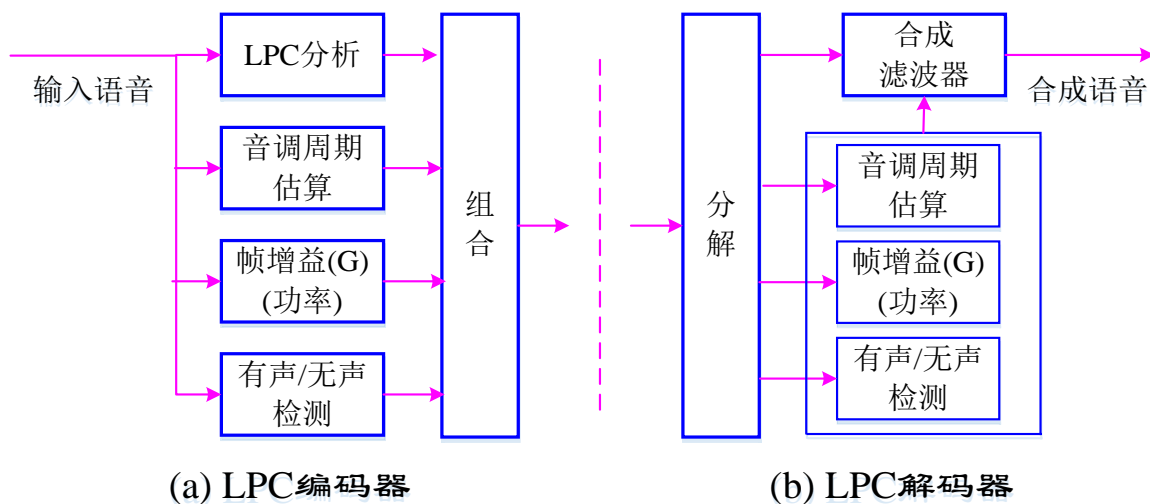 输入语音
LPC分析
音调周期
估算
帧增益(G)
(功率)
有声/无声
检测
组
合
(a) LPC编码器
分
解
合成
滤波器
合成语音
音调周期
估算
帧增益(G)
(功率)
有声/无声
检测
(b) LPC解码器